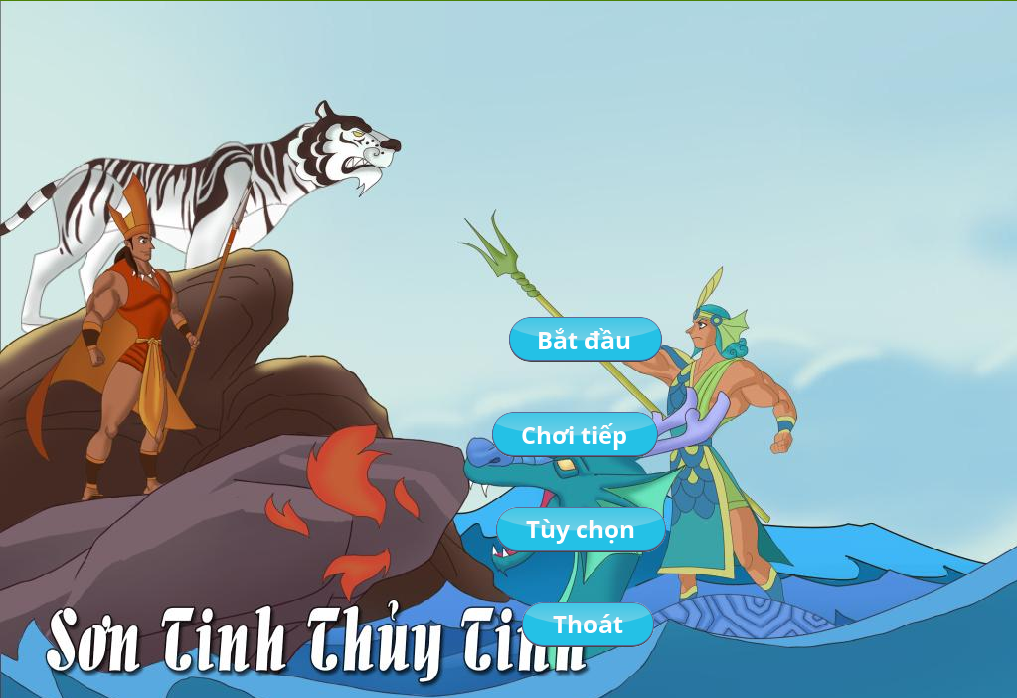 Bắt đầu
Chơi tiếp
Tùy chọn
Thoát
Sơn Tinh Thủy Tinh